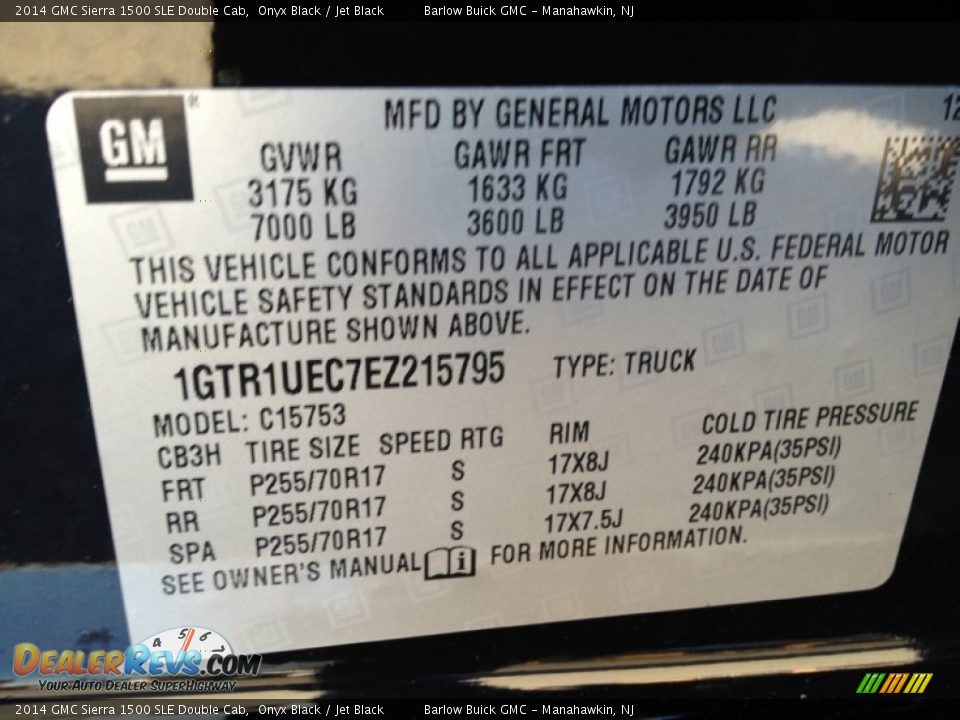 2014 GMC Sierra 1500 SLE Double Cab, Onyx Black / Jet Black Barlow Buick GMC - Manahawkin, NJ
GM
MFD BY GENERAL MOTORS LLC 12
GVWR GAWR FRT GAWR RR
3175 KG 1633 KG 1792 KG
7000 LB 3600 LB 3950 LB
THIS VEHICLE CONFORMS TO ALL APPLICABLE U.S. FEDERAL MOTOR
VEHICLE SAFETY STANDARDS IN EFFECT ON THE DATE OF
MANUFACTURE SHOWN ABOVE.
1GTR1UEC7EZ215795 TYPE: TRUCK
MODEL: C15753
CB3H TIRE SIZE SPEED RTG RIM COLD TIRE PRESSURE
FRT P255/70R17 S 17X8J 240KPA(35PSI)
RR P255/70R17 S 17X8J 240KPA(35PSI)
SPA P255/70R17 S 17X7.5J 240KPA(35PSI)
SEE OWNER'S MANUAL FOR MORE INFORMATION.
4 5 6 7
DEALERREVS.COM
YOUR AUTO DEALER SUPERHIGHWAY
2014 GMC Sierra 1500 SLE Double Cab, Onyx Black / Jet Black Barlow Buick GMC - Manahawkin, NJ